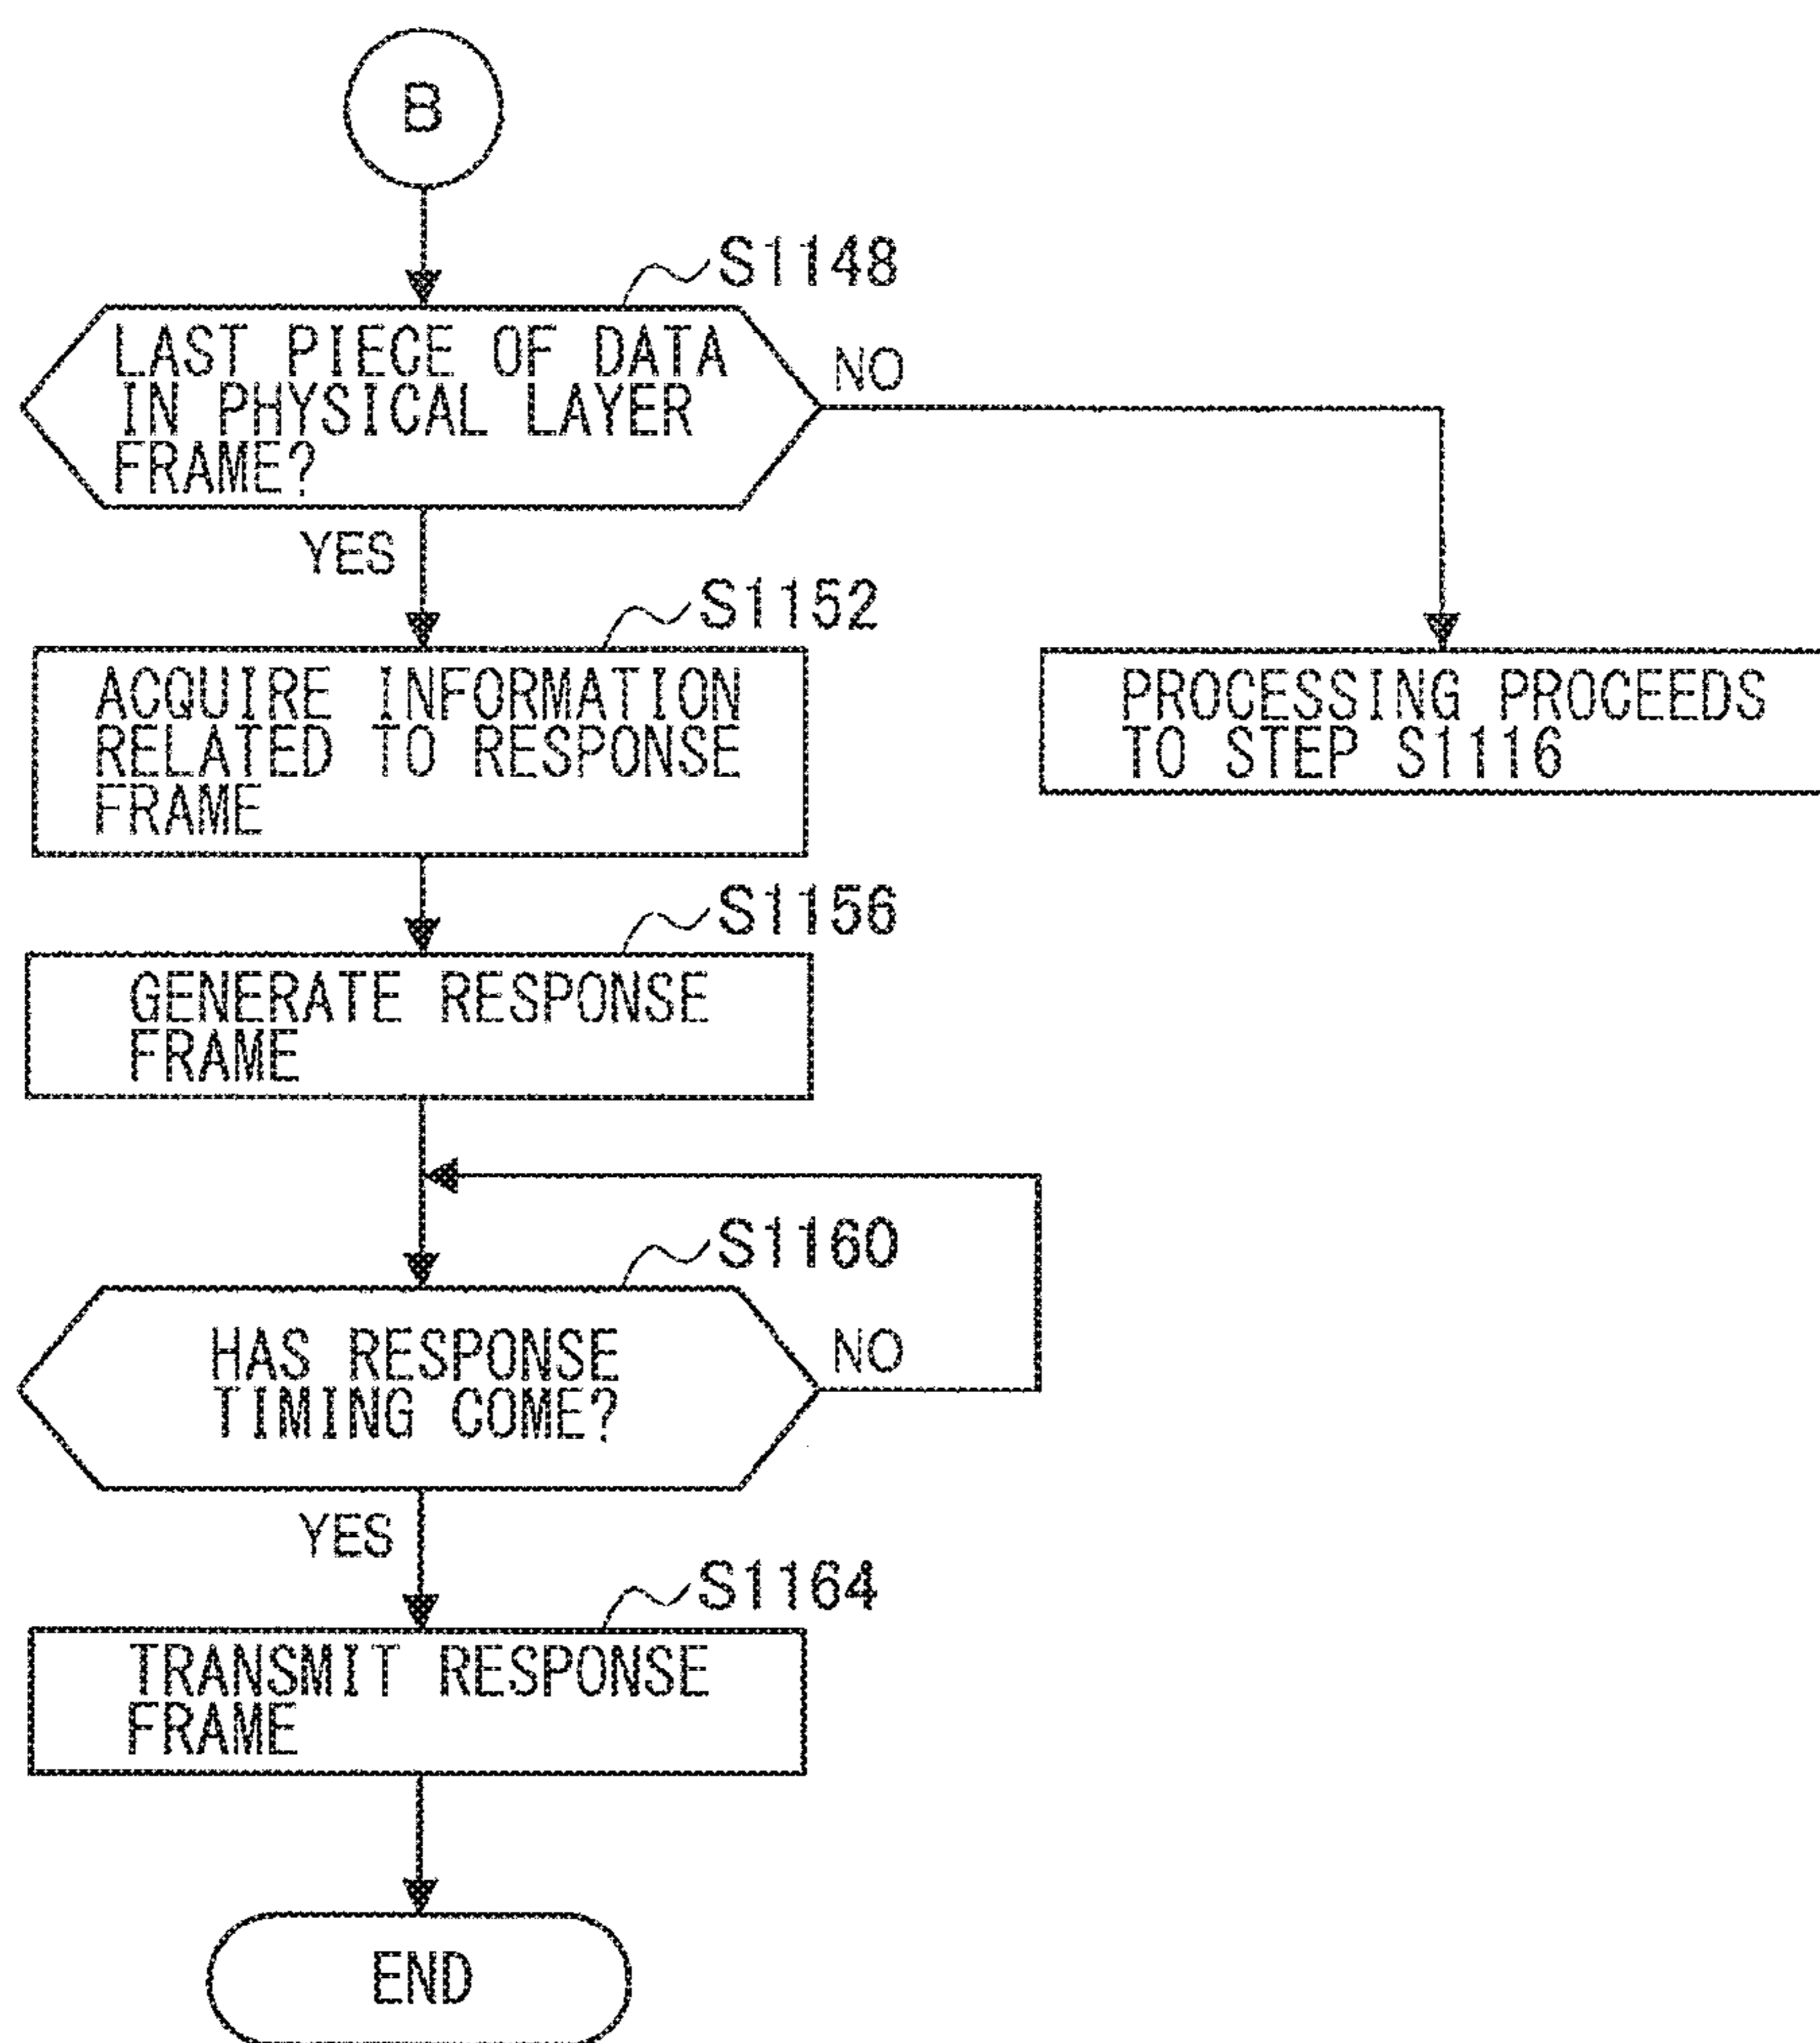 B
S1148
LAST PIECE OF DATA
IN PHYSICAL LAYER
FRAME?
NO
YES
S1152
ACQUIRE INFORMATION
RELATED TO RESPONSE
FRAME
PROCESSING PROCEEDS
TO STEP S1116
S1156
GENERATE RESPONSE
FRAME
S1160
HAS RESPONSE
TIMING COME?
NO
YES
S1164
TRANSMIT RESPONSE
FRAME
END